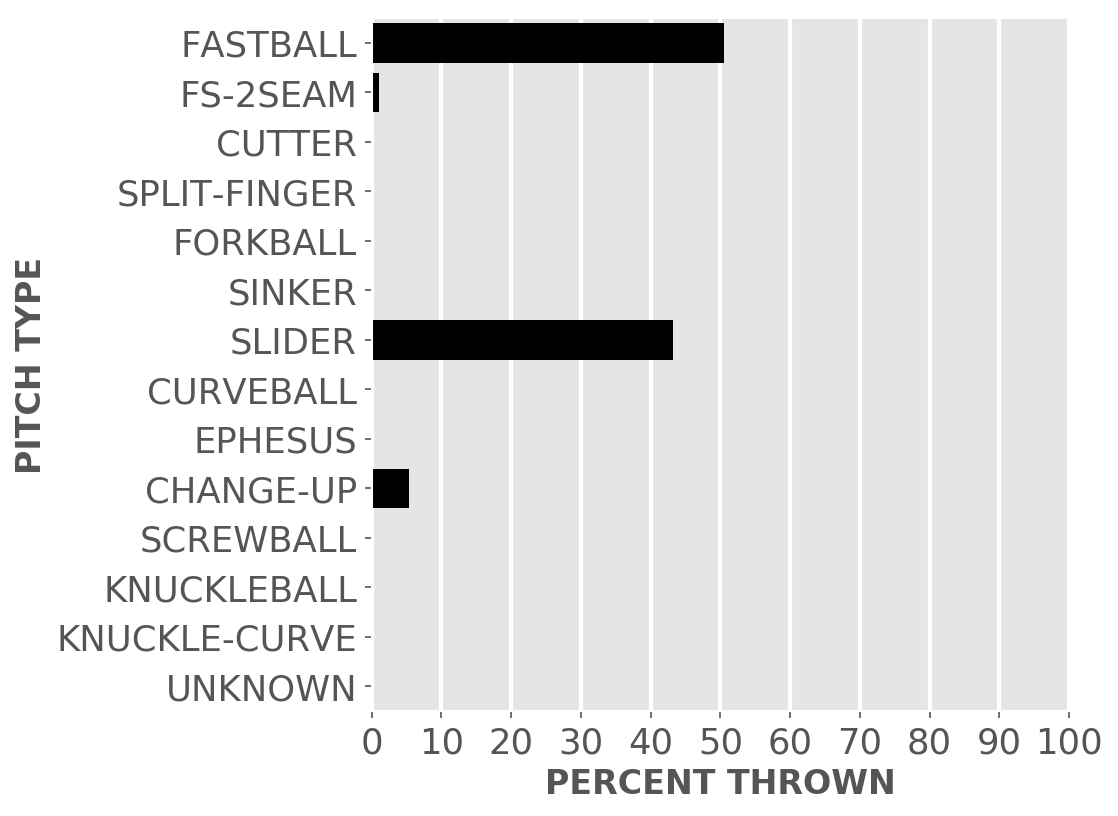 FASTBALL
FS-2SEAM
CUTTER
SPLIT-FINGER
FORKBALL
SINKER
SLIDER
CURVEBALL
EPHESUS
CHANGE-UP
SCREWBALL
KNUCKLEBALL
KNUCKLE-CURVE
UNKNOWN
PITCH TYPE
0 10 20 30 40 50 60 70 80 90 100
PERCENT THROWN